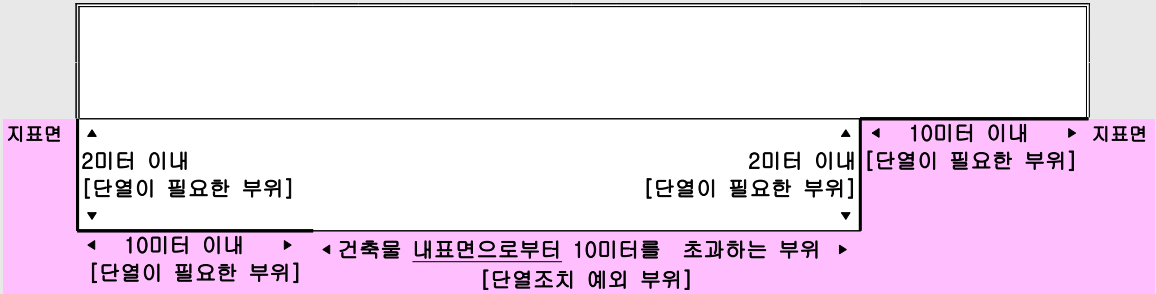 지표면
2미터 이내
[단열이 필요한 부위]
2미터 이내
[단열이 필요한 부위]
10미터 이내
[단열이 필요한 부위]
지표면
10미터 이내
[단열이 필요한 부위]
건축물 내표면으로부터 10미터를 초과하는 부위
[단열조치 예외 부위]